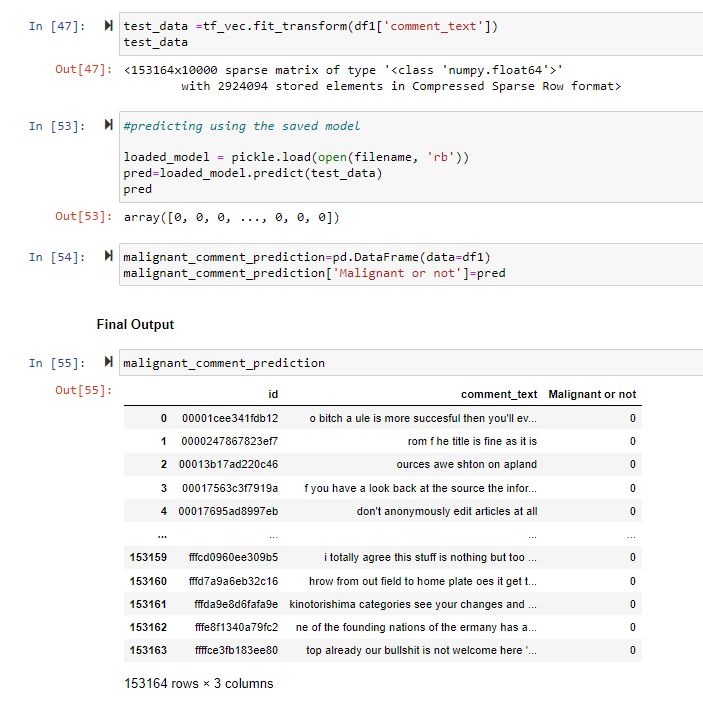 In [47]: test_data =tf_vec.fit_transform(df1['comment_text'])
test_data
Out[47]: <153164x10000 sparse matrix of type '<class 'numpy.float64'>'
with 2924094 stored elements in Compressed Sparse Row format>
In [53]: #predicting using the saved model
loaded_model = pickle.load(open(filename, 'rb'))
pred=loaded_model.predict(test_data)
pred
Out[53]: array([0, 0, 0, ..., 0, 0, 0])
In [54]: malignant_comment_prediction=pd.DataFrame(data=df1)
malignant_comment_prediction['Malignant or not']=pred
Final Output
In [55]: malignant_comment_prediction
Out[55]:
id comment_text Malignant or not
0 00001cee341fdb12 o bitch a ule is more succesful then you'll ev... 0
1 0000247867823ef7 rom f he title is fine as it is 0
2 00013b17ad220c46 ources awe shton on apland 0
3 00017563c3f7919a f you have a look back at the source the infor... 0
4 00017695ad8997eb don't anonymously edit articles at all 0
... ... ... ...
153159 fffcd0960ee309b5 i totally agree this stuff is nothing but too ... 0
153160 fffd7a9a6eb32c16 hrow from out field to home plate oes it get t... 0
153161 fffda9e8d6fafa9e kinotorishima categories see your changes and ... 0
153162 fffe8f1340a79fc2 ne of the founding nations of the ermany has a... 0
153163 ffffce3fb183ee80 top already our bullshit is not welcome here '... 0
153164 rows × 3 columns